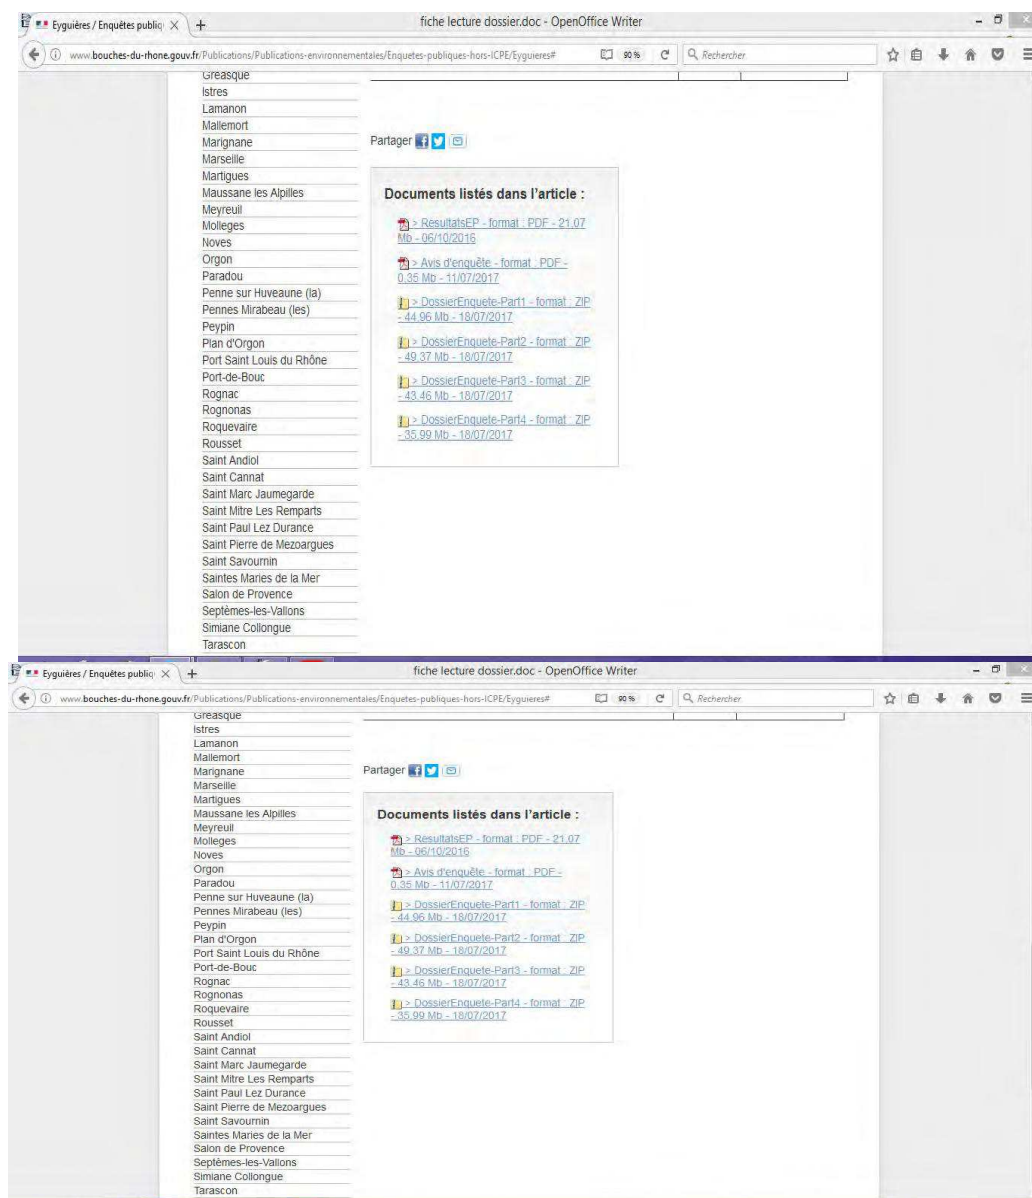 Eyguières / Enquêtes publiq × +
fiche lecture dossier.doc - OpenOffice Writer
www.bouches-du-rhone.gouv.fr/Publications/Publications-environnementales/Enquetes-publiques-hors-ICPE/Eyguieres#
90%
Rechercher
Greasque
Istres
Lamanon
Mallemort
Marignane
Marseille
Martigues
Maussane les Alpilles
Meyreuil
Molleges
Noves
Orgon
Paradou
Penne sur Huveaune (la)
Pennes Mirabeau (les)
Peypin
Plan d'Orgon
Port Saint Louis du Rhône
Port-de-Bouc
Rognac
Rognonas
Roquevaire
Rousset
Saint Andiol
Saint Cannat
Saint Marc Jaumegarde
Saint Mitre Les Remparts
Saint Paul Lez Durance
Saint Pierre de Mezoargues
Saint Savournin
Saintes Maries de la Mer
Salon de Provence
Septèmes-les-Vallons
Simiane Collongue
Tarascon
Partager
Documents listés dans l'article :
> ResultatsEP - format : PDF - 21.07
Mb - 06/10/2016
> Avis d'enquête - format : PDF -
0.35 Mb - 11/07/2017
> DossierEnquete-Part1 - format : ZIP
- 44.96 Mb - 18/07/2017
> DossierEnquete-Part2 - format : ZIP
- 49.37 Mb - 18/07/2017
> DossierEnquete-Part3 - format : ZIP
- 43.46 Mb - 18/07/2017
> DossierEnquete-Part4 - format : ZIP
- 35.99 Mb - 18/07/2017
Eyguières / Enquêtes publiq × +
fiche lecture dossier.doc - OpenOffice Writer
www.bouches-du-rhone.gouv.fr/Publications/Publications-environnementales/Enquetes-publiques-hors-ICPE/Eyguieres#
90%
Rechercher
Greasque
Istres
Lamanon
Mallemort
Marignane
Marseille
Martigues
Maussane les Alpilles
Meyreuil
Molleges
Noves
Orgon
Paradou
Penne sur Huveaune (la)
Pennes Mirabeau (les)
Peypin
Plan d'Orgon
Port Saint Louis du Rhône
Port-de-Bouc
Rognac
Rognonas
Roquevaire
Rousset
Saint Andiol
Saint Cannat
Saint Marc Jaumegarde
Saint Mitre Les Remparts
Saint Paul Lez Durance
Saint Pierre de Mezoargues
Saint Savournin
Saintes Maries de la Mer
Salon de Provence
Septèmes-les-Vallons
Simiane Collongue
Tarascon
Partager
Documents listés dans l'article :
> ResultatsEP - format : PDF - 21.07
Mb - 06/10/2016
> Avis d'enquête - format : PDF -
0.35 Mb - 11/07/2017
> DossierEnquete-Part1 - format : ZIP
- 44.96 Mb - 18/07/2017
> DossierEnquete-Part2 - format : ZIP
- 49.37 Mb - 18/07/2017
> DossierEnquete-Part3 - format : ZIP
- 43.46 Mb - 18/07/2017
> DossierEnquete-Part4 - format : ZIP
- 35.99 Mb - 18/07/2017